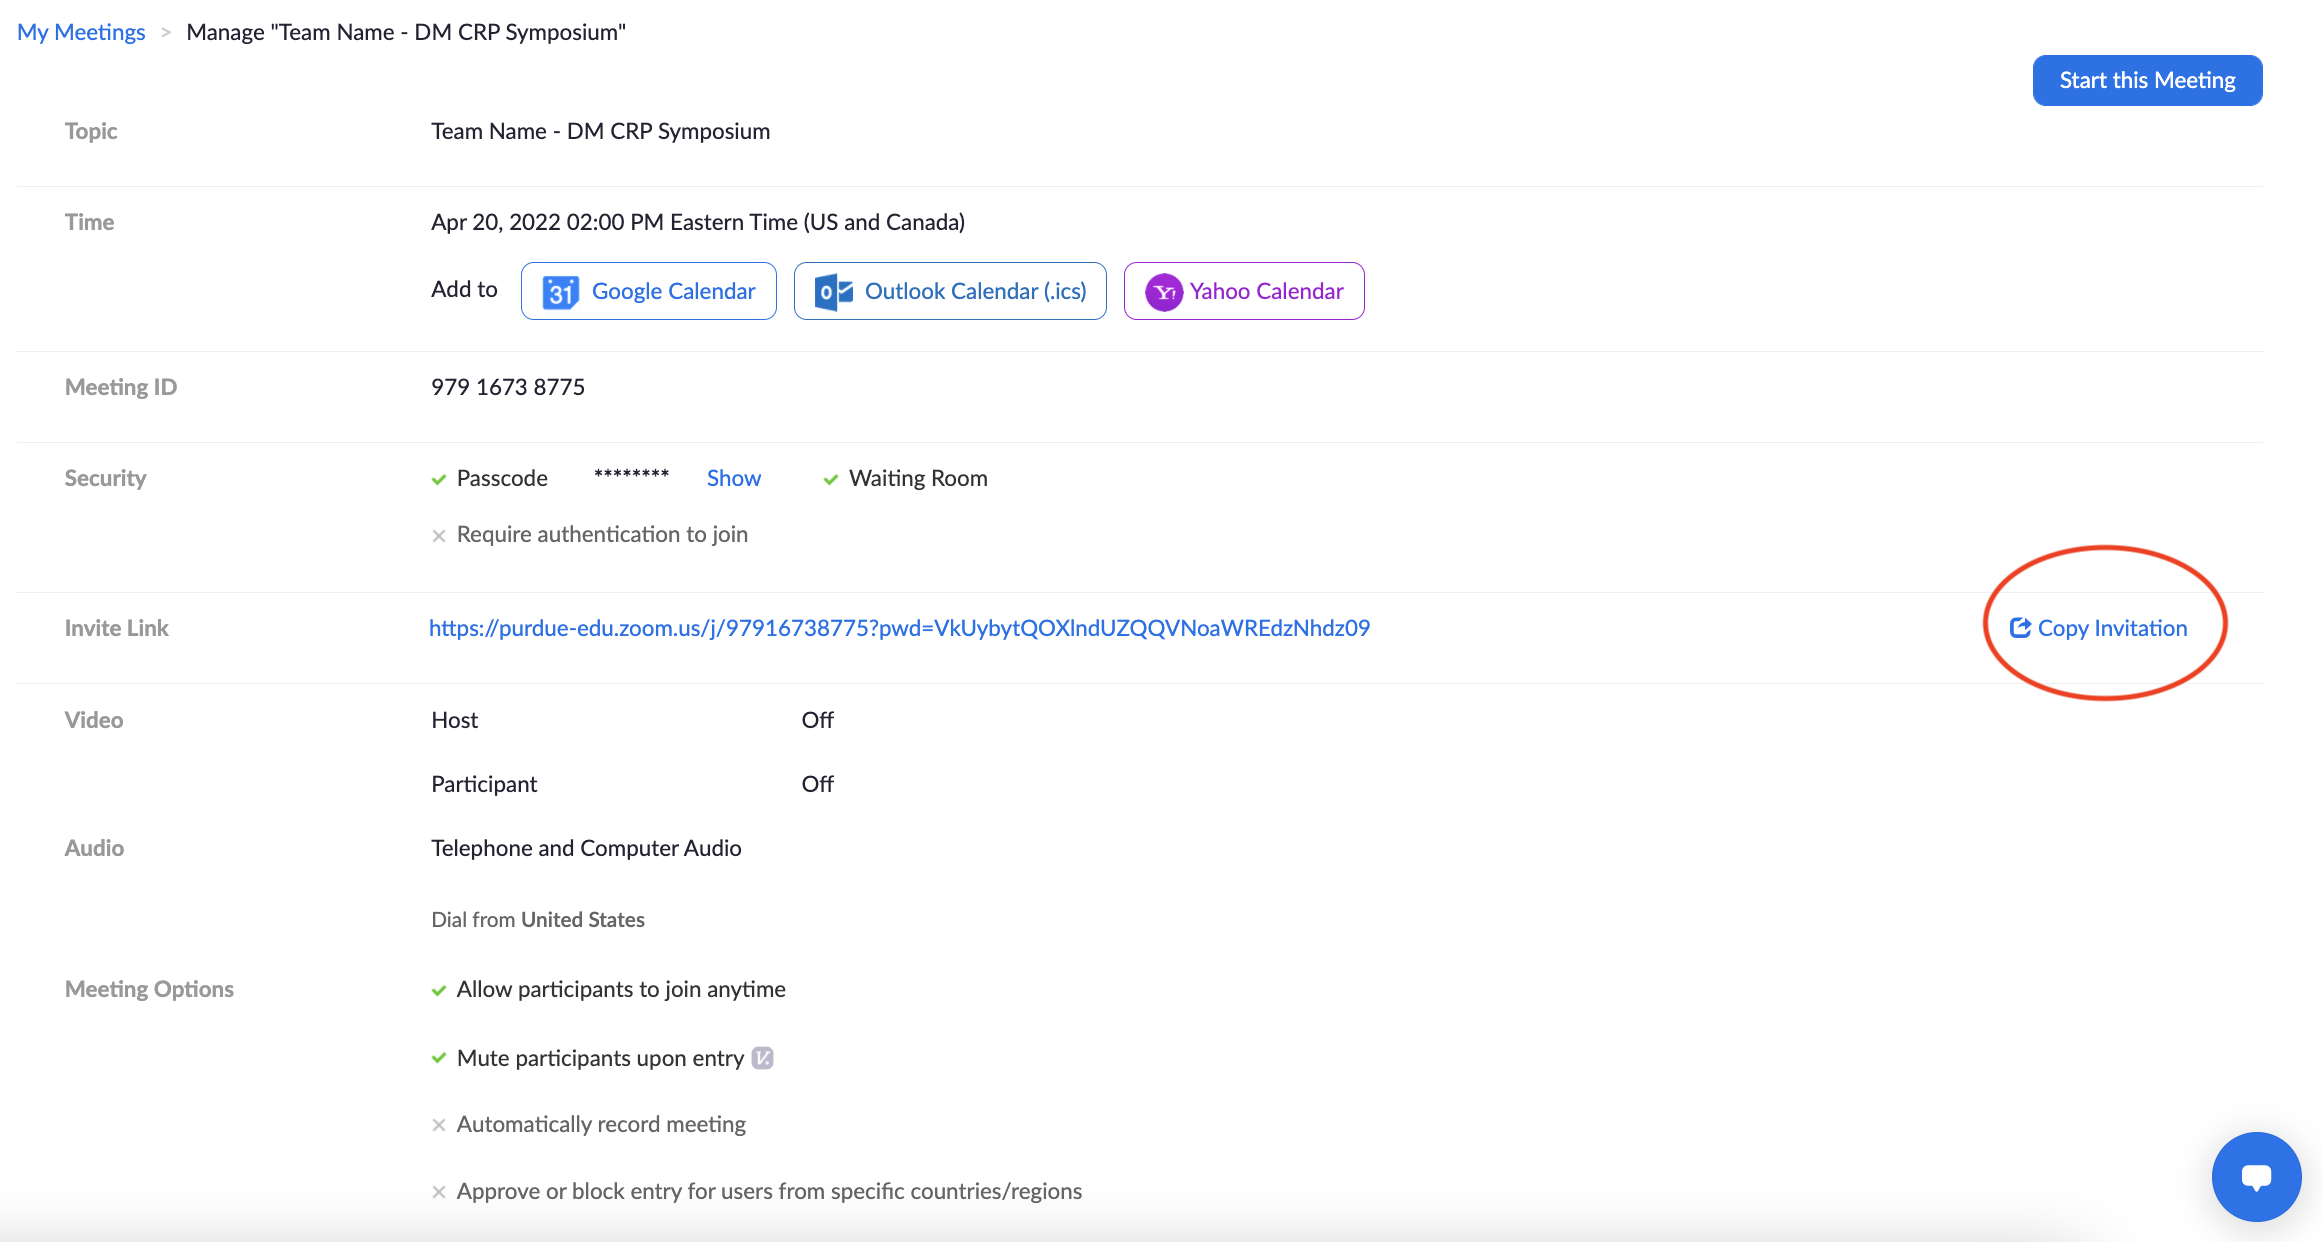 My Meetings > Manage "Team Name - DM CRP Symposium"
Start this Meeting
Topic Team Name - DM CRP Symposium
Time Apr 20, 2022 02:00 PM Eastern Time (US and Canada)
Add to 31 Google Calendar Outlook Calendar (.ics) Y! Yahoo Calendar
Meeting ID 979 1673 8775
Security Passcode ******** Show Waiting Room
Require authentication to join
Invite Link https://purdue-edu.zoom.us/j/97916738775?pwd=VkUybytQOXlndUZQQVNoaWREdzNhdz09 Copy Invitation
Video Host Off
Participant Off
Audio Telephone and Computer Audio
Dial from United States
Meeting Options Allow participants to join anytime
Mute participants upon entry V.
Automatically record meeting
Approve or block entry for users from specific countries/regions